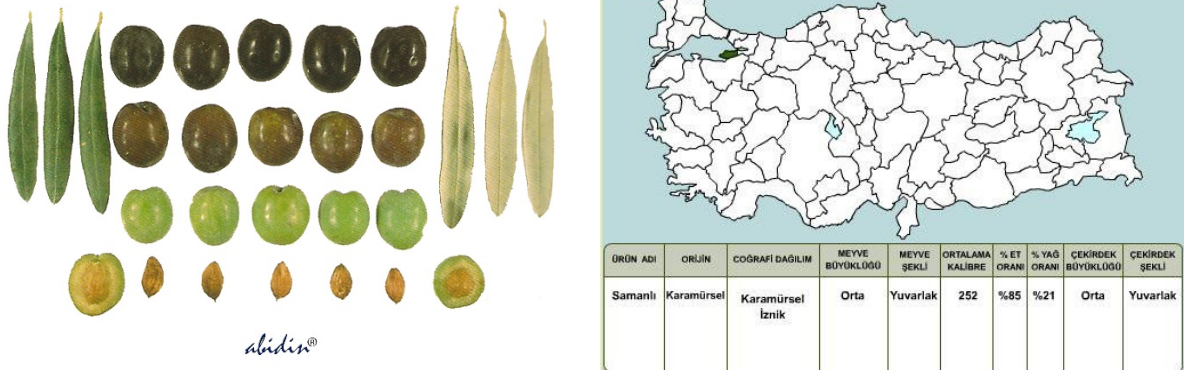 abidin®
ÜRÜN ADI ORİJİN COĞRAFİ DAĞILIM MEYVE BÜYÜKLÜĞÜ MEYVE ŞEKLİ ORTALAMA KALİBRE % ET ORANI % YAĞ ORANI ÇEKİRDEK BÜYÜKLÜĞÜ ÇEKİRDEK ŞEKLİ
Samanlı Karamürsel Karamürsel İznik Orta Yuvarlak 252 %85 %21 Orta Yuvarlak